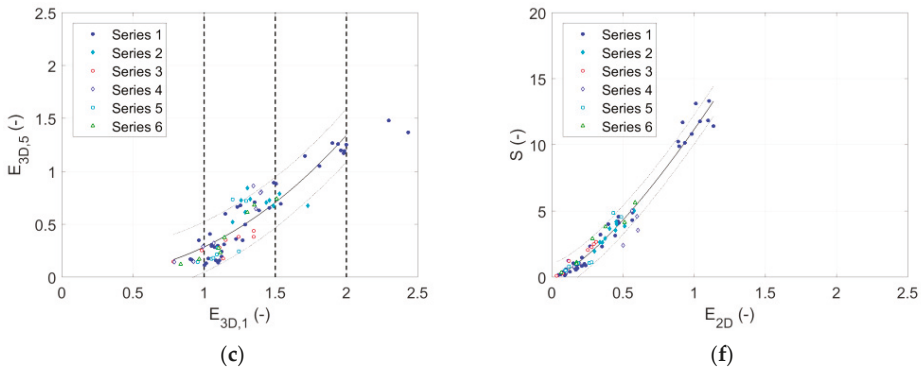 2.5
2
1.5
1
0.5
0
E3D,5 (-)
Series 1
Series 2
Series 3
Series 4
Series 5
Series 6
0 0.5 1 1.5 2 2.5
E3D,1 (-)
(c)
20
15
10
5
0
S (-)
Series 1
Series 2
Series 3
Series 4
Series 5
Series 6
0 0.5 1 1.5 2 2.5
E2D (-)
(f)